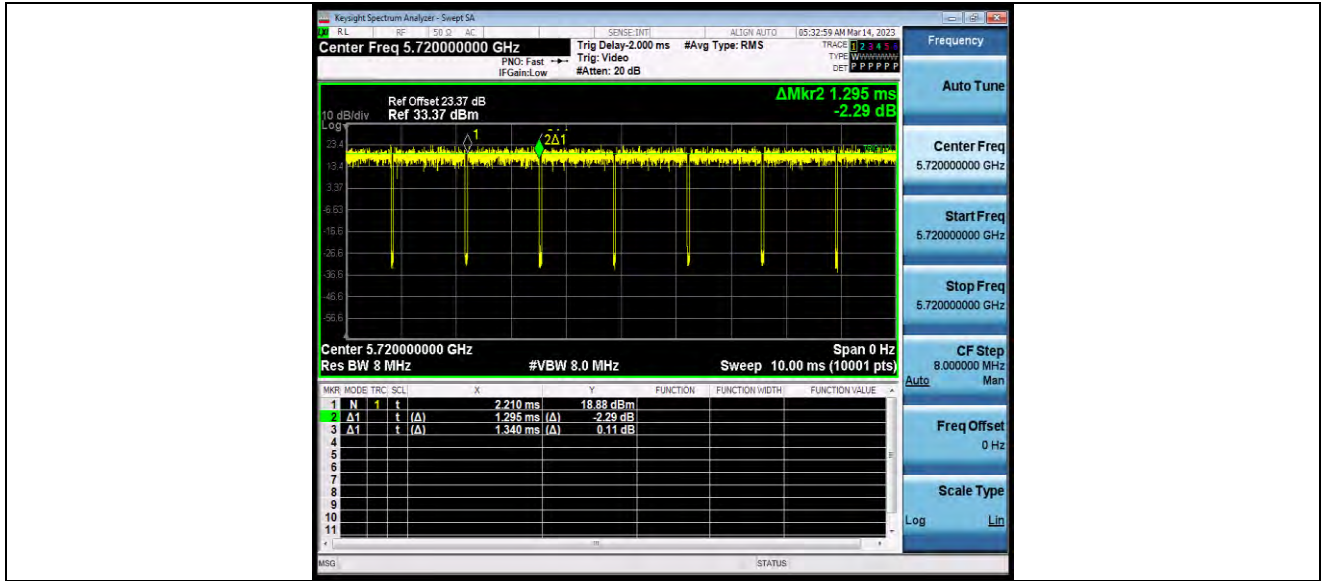 Keysight Spectrum Analyzer - Swept SA
RL RF 50 Ω AC SENSE:INT ALIGN AUTO 05:32:59 AM Mar 14, 2023
Center Freq 5.720000000 GHz
PNO: Fast
IFGain:Low
Trig Delay-2.000 ms
Trig: Video
#Atten: 20 dB
#Avg Type: RMS
TRACE 1 2 3 4 5 6
TYPE WWWWWW
DET P P P P P P
ΔMkr2 1.295 ms
-2.29 dB
Ref Offset 23.37 dB
10 dB/div Ref 33.37 dBm
Log
1
2Δ1
23.4
13.4
3.37
-6.63
-16.6
-26.6
-36.6
-46.6
-56.6
Center 5.720000000 GHz Span 0 Hz
Res BW 8 MHz #VBW 8.0 MHz Sweep 10.00 ms (10001 pts)
MKR MODE TRC SCL X Y FUNCTION FUNCTION WIDTH FUNCTION VALUE
1 N 1 t 2.210 ms 18.88 dBm
2 Δ1 t (Δ) 1.295 ms (Δ) -2.29 dB
3 Δ1 t (Δ) 1.340 ms (Δ) 0.11 dB
4
5
6
7
8
9
10
11
MSG STATUS
Frequency
Auto Tune
Center Freq
5.720000000 GHz
Start Freq
5.720000000 GHz
Stop Freq
5.720000000 GHz
CF Step
8.000000 MHz
Auto Man
Freq Offset
0 Hz
Scale Type
Log Lin